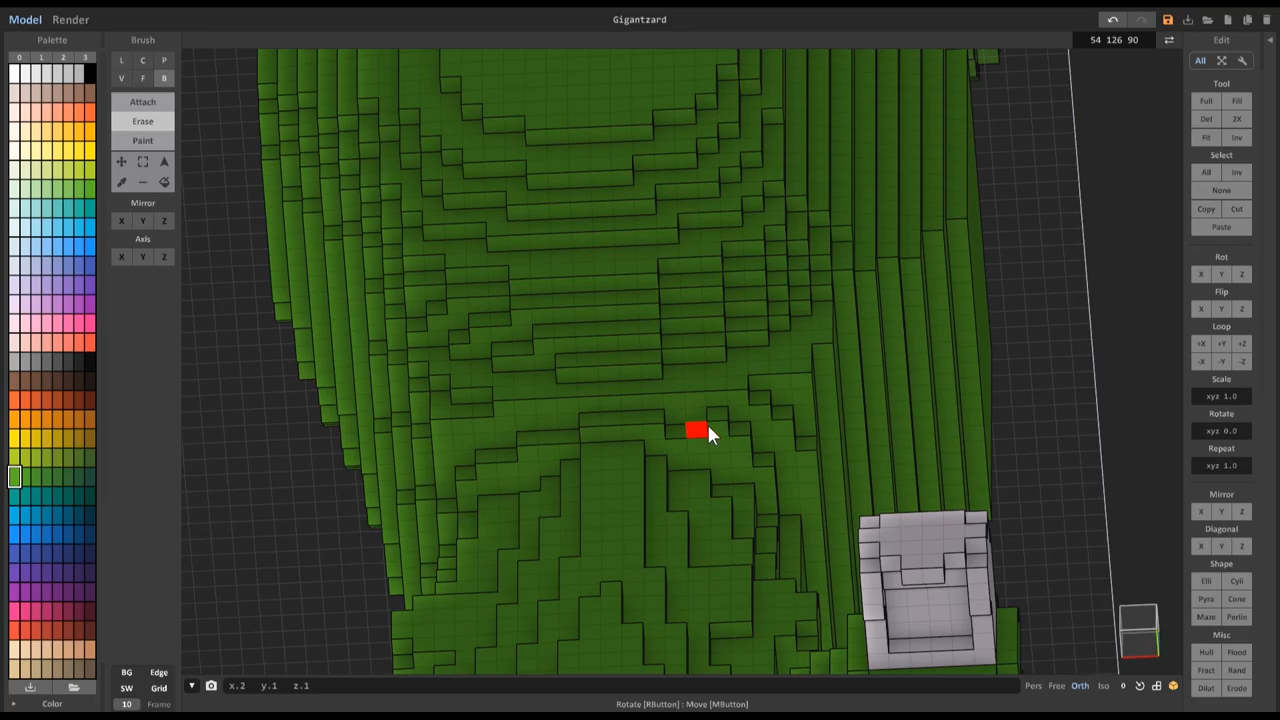 Model Render Gigantzard
Palette Brush 54 126 90 Edit
0 1 2 3 L C P All
V F B Tool
Attach Full Fill
Erase Del 2X
Paint Fit Inv
Select
All Inv
None
Mirror Copy Cut
X Y Z Paste
Axis
X Y Z Rot
X Y Z
Flip
X Y Z
Loop
+X +Y +Z
-X -Y -Z
Scale
xyz 1.0
Rotate
xyz 0.0
Repeat
xyz 1.0
Mirror
X Y Z
Diagonal
X Y Z
Shape
Elli Cyli
Pyra Cone
Maze Perlin
Misc
Hull Flood
BG Edge Fract Rand
SW Grid x.2 y.1 z.1 Pers Free Orth Iso 0 Dilat Erode
Color 10 Frame Rotate [RButton] : Move [MButton]